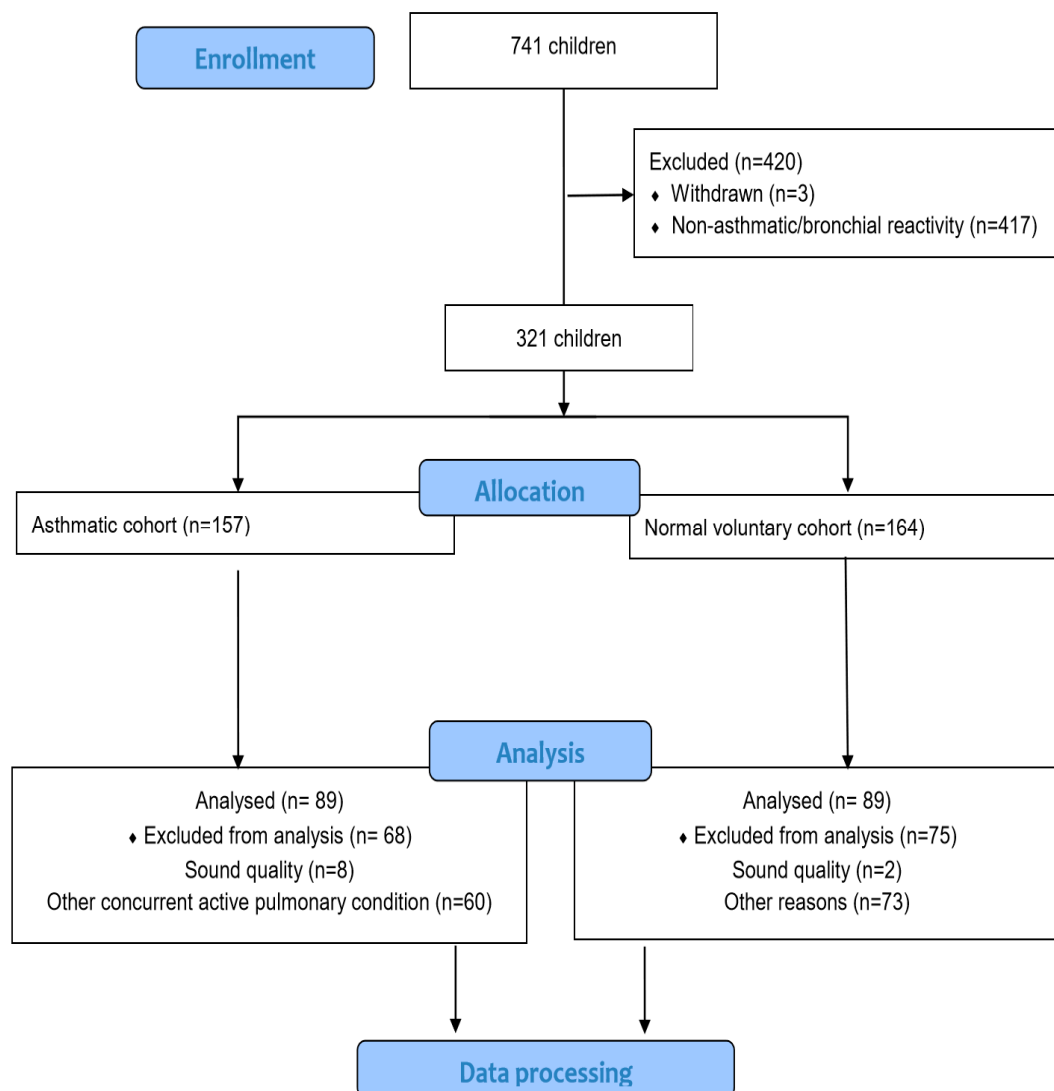 Enrollment
741 children
Excluded (n=420)
♦ Withdrawn (n=3)
♦ Non-asthmatic/bronchial reactivity (n=417)
321 children
Allocation
Asthmatic cohort (n=157)
Normal voluntary cohort (n=164)
Analysis
Analysed (n= 89)
♦ Excluded from analysis (n= 68)
Sound quality (n=8)
Other concurrent active pulmonary condition (n=60)
Analysed (n= 89)
♦ Excluded from analysis (n=75)
Sound quality (n=2)
Other reasons (n=73)
Data processing